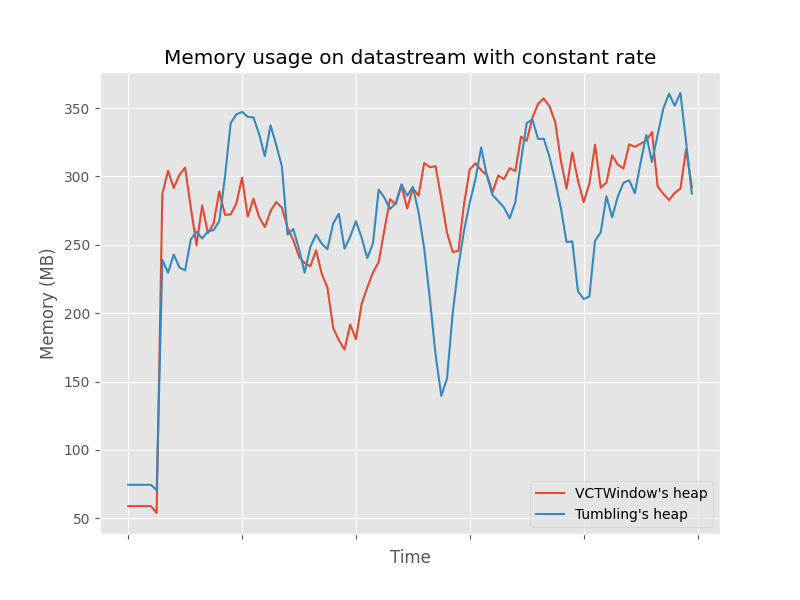 Memory usage on datastream with constant rate
Memory (MB)
350
300
250
200
150
100
50
VCTWindow's heap
Tumbling's heap
Time